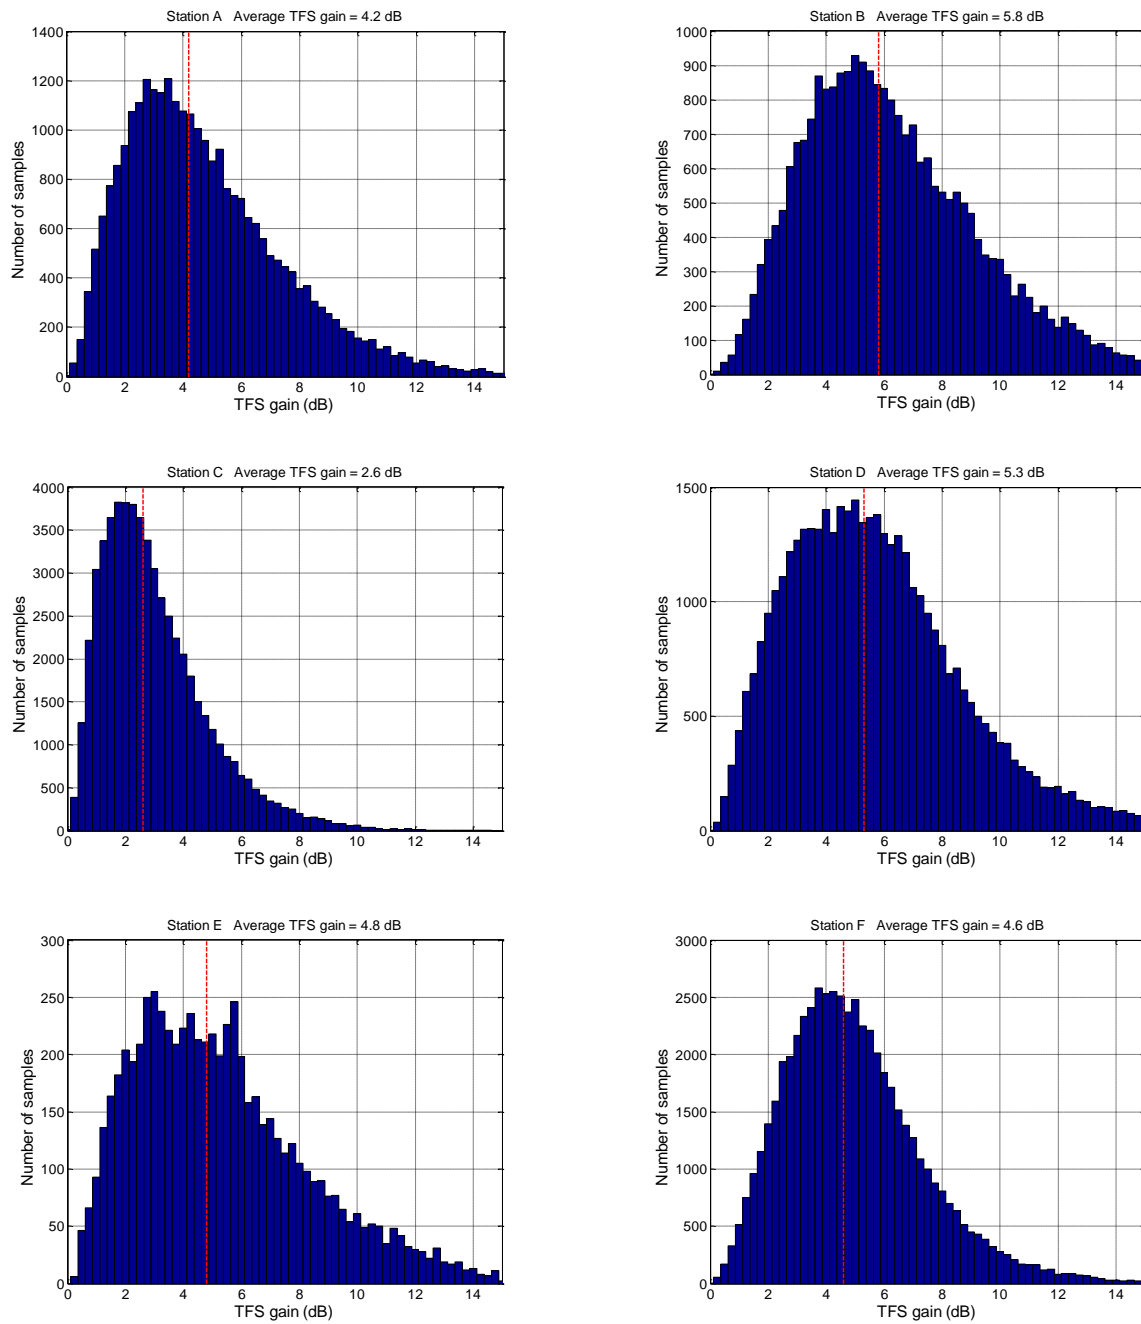 Station A   Average TFS gain = 4.2 dB
1400
1200
1000
800
600
400
200
0
Number of samples
0 2 4 6 8 10 12 14
TFS gain (dB)
Station B   Average TFS gain = 5.8 dB
1000
900
800
700
600
500
400
300
200
100
0
Number of samples
0 2 4 6 8 10 12 14
TFS gain (dB)
Station C   Average TFS gain = 2.6 dB
4000
3500
3000
2500
2000
1500
1000
500
0
Number of samples
0 2 4 6 8 10 12 14
TFS gain (dB)
Station D   Average TFS gain = 5.3 dB
1500
1000
500
0
Number of samples
0 2 4 6 8 10 12 14
TFS gain (dB)
Station E   Average TFS gain = 4.8 dB
300
250
200
150
100
50
0
Number of samples
0 2 4 6 8 10 12 14
TFS gain (dB)
Station F   Average TFS gain = 4.6 dB
3000
2500
2000
1500
1000
500
0
Number of samples
0 2 4 6 8 10 12 14
TFS gain (dB)